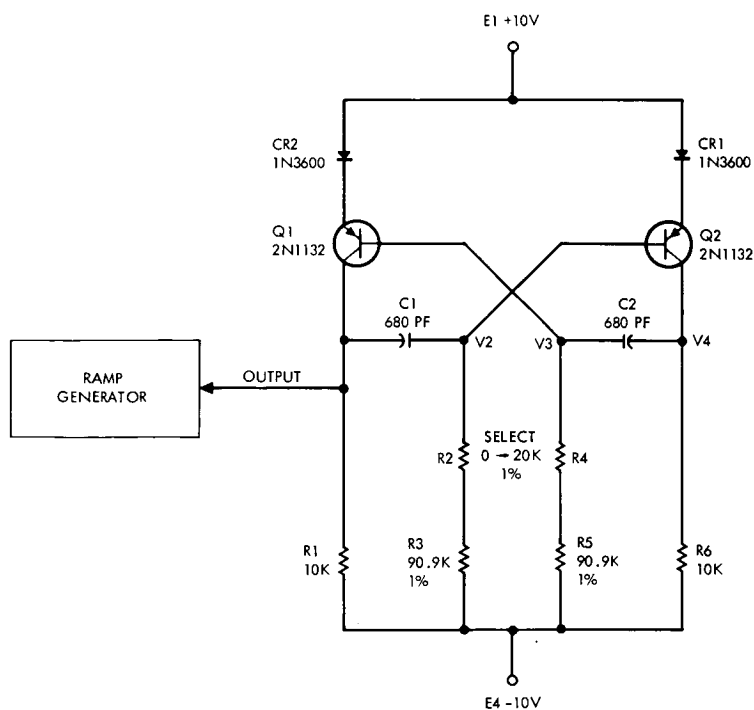 E1 +10V
CR2
1N3600
CR1
1N3600
Q1
2N1132
Q2
2N1132
C1
680 PF
C2
680 PF
V2
V3
V4
RAMP
GENERATOR
OUTPUT
R2
SELECT
0 → 20K
1%
R4
R1
10K
R3
90.9K
1%
R5
90.9K
1%
R6
10K
E4 -10V